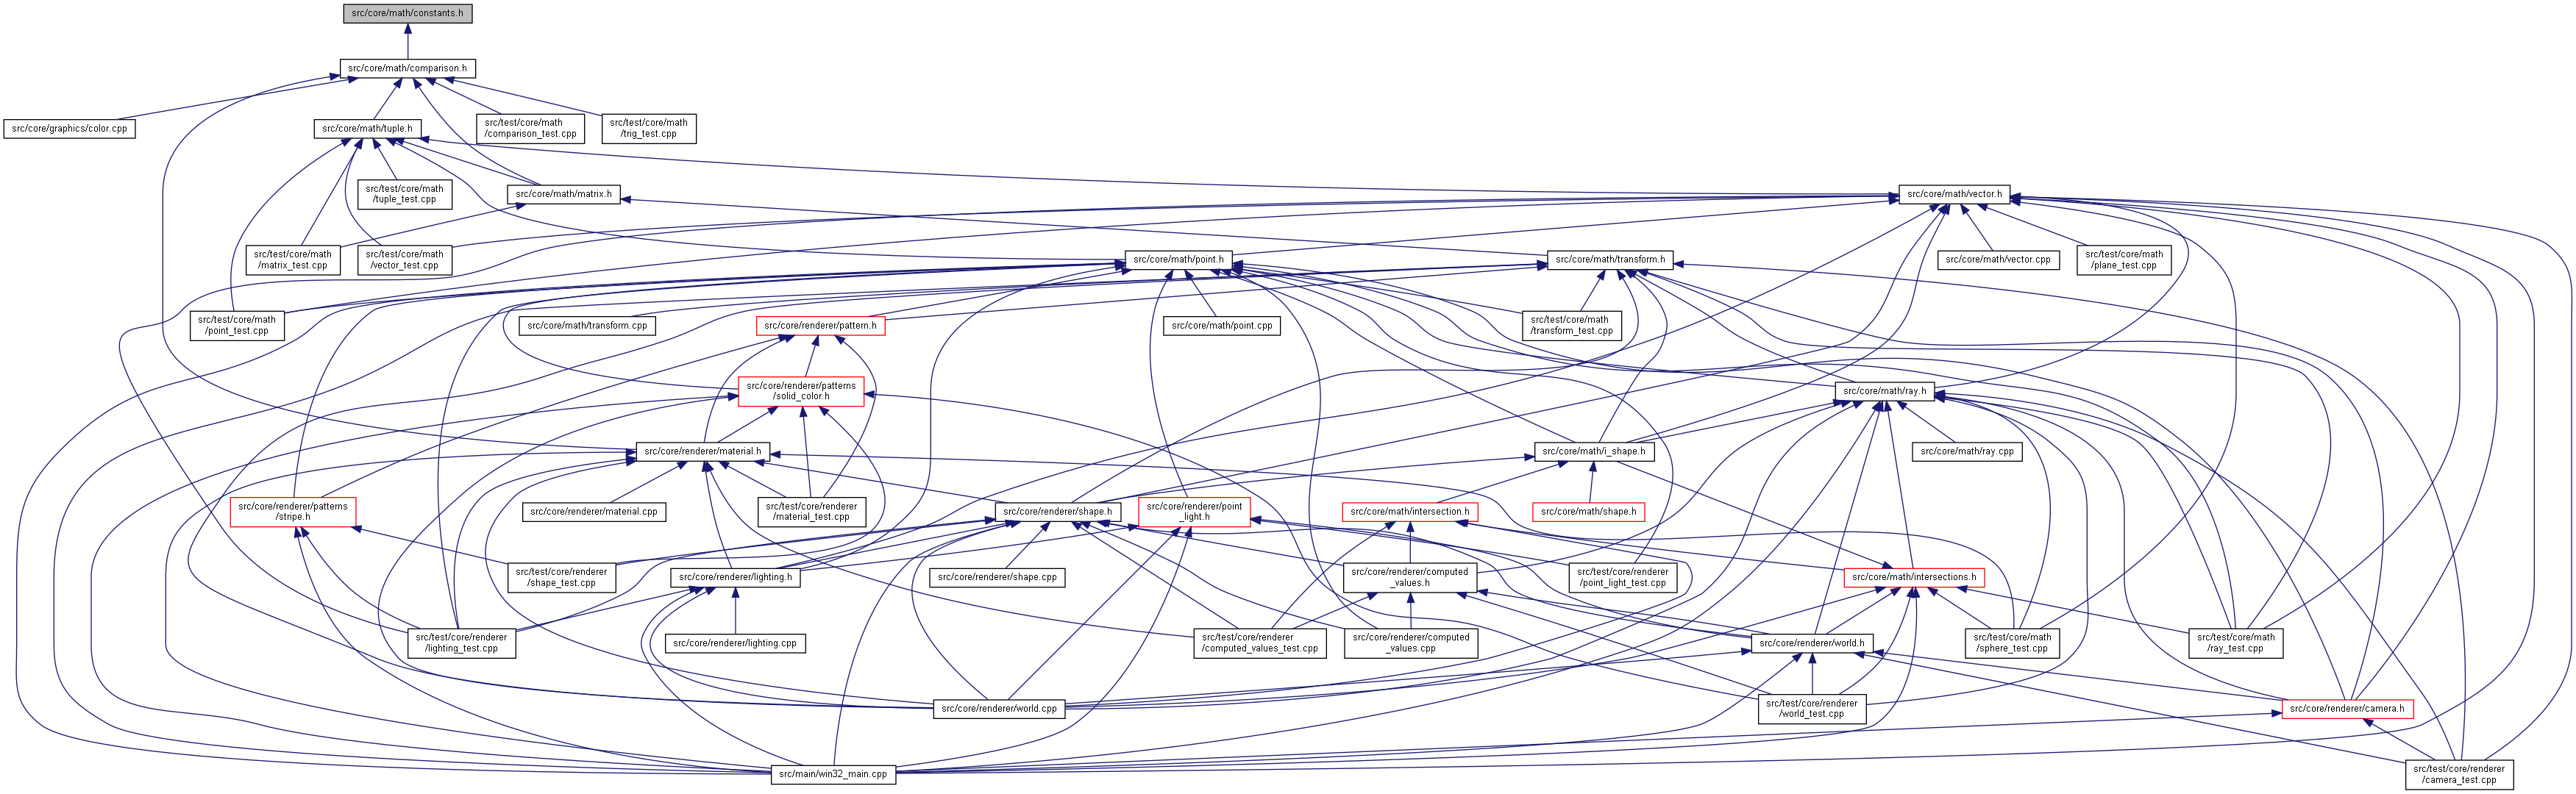 src/core/math/constants.h
src/core/math/comparison.h
src/core/graphics/color.cpp
src/core/math/tuple.h
src/test/core/math
/comparison_test.cpp
src/test/core/math
/trig_test.cpp
src/test/core/math
/tuple_test.cpp
src/core/math/matrix.h
src/core/math/vector.h
src/test/core/math
/matrix_test.cpp
src/test/core/math
/vector_test.cpp
src/core/math/point.h
src/core/math/transform.h
src/core/math/vector.cpp
src/test/core/math
/plane_test.cpp
src/test/core/math
/point_test.cpp
src/core/math/transform.cpp
src/core/renderer/pattern.h
src/core/math/point.cpp
src/test/core/math
/transform_test.cpp
src/core/renderer/patterns
/solid_color.h
src/core/math/ray.h
src/core/renderer/material.h
src/core/math/i_shape.h
src/core/math/ray.cpp
src/core/renderer/patterns
/stripe.h
src/core/renderer/material.cpp
src/test/core/renderer
/material_test.cpp
src/core/renderer/shape.h
src/core/renderer/point
_light.h
src/core/math/intersection.h
src/core/math/shape.h
src/test/core/renderer
/shape_test.cpp
src/core/renderer/lighting.h
src/core/renderer/shape.cpp
src/core/renderer/computed
_values.h
src/test/core/renderer
/point_light_test.cpp
src/core/math/intersections.h
src/test/core/renderer
/lighting_test.cpp
src/core/renderer/lighting.cpp
src/test/core/renderer
/computed_values_test.cpp
src/core/renderer/computed
_values.cpp
src/core/renderer/world.h
src/test/core/math
/sphere_test.cpp
src/test/core/math
/ray_test.cpp
src/core/renderer/world.cpp
src/test/core/renderer
/world_test.cpp
src/core/renderer/camera.h
src/main/win32_main.cpp
src/test/core/renderer
/camera_test.cpp